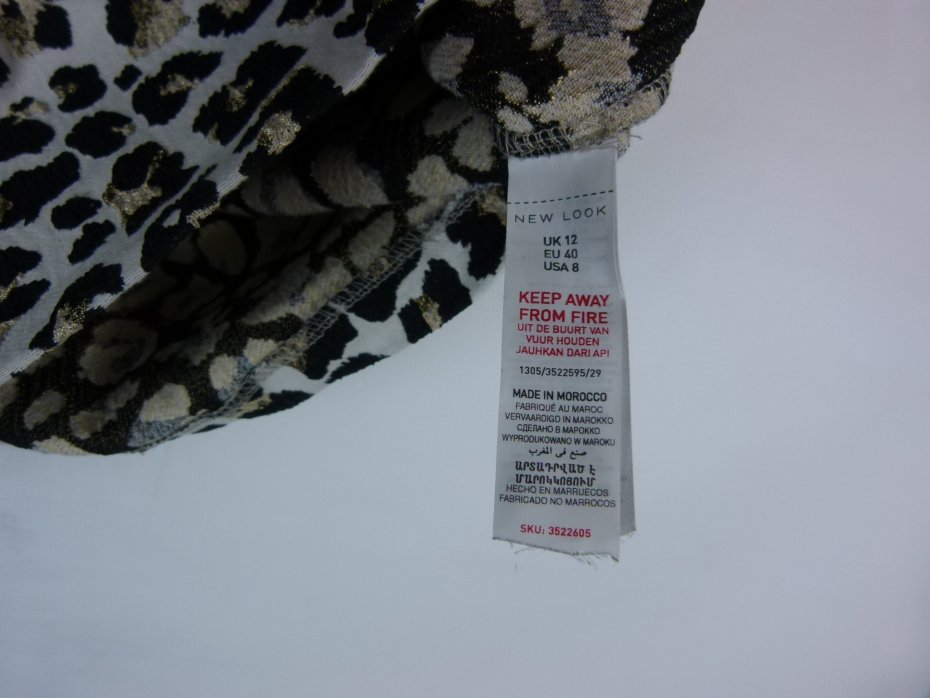 NEW LOOK
UK 12
EU 40
USA 8
KEEP AWAY
FROM FIRE
UIT DE BUURT VAN
VUUR HOUDEN
JAUHKAN DARI API
1305/3522595/29
MADE IN MOROCCO
FABRIQUÉ AU MAROC
VERVAARDIGD IN MAROKKO
СДЕЛАНО В МАРОККО
WYPRODUKOWANO W MAROKU
صنع في المغرب
ԱՐՏԱԴՐՎԱԾ Է
ՄԱՐՈԿԿՈՅՈՒՄ
HECHO EN MARRUECOS
FABRICADO NO MARROCOS
SKU: 3522605